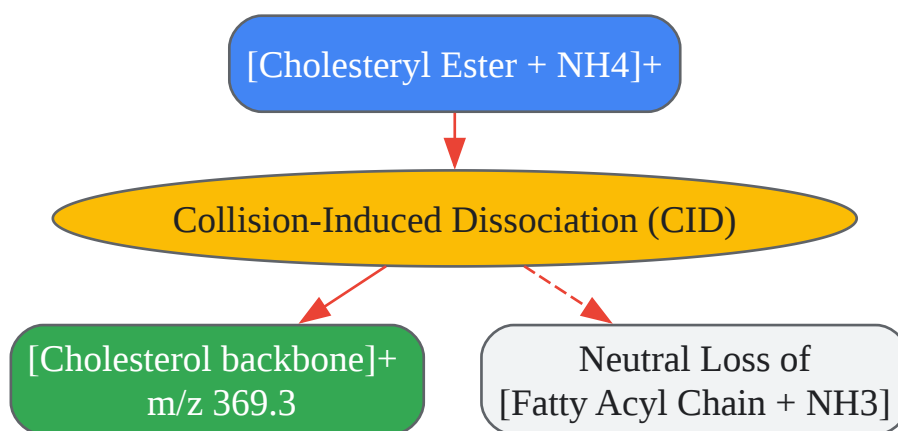 [Cholesteryl Ester + NH4]+
Collision-Induced Dissociation (CID)
[Cholesterol backbone]+
m/z 369.3
Neutral Loss of
[Fatty Acyl Chain + NH3]